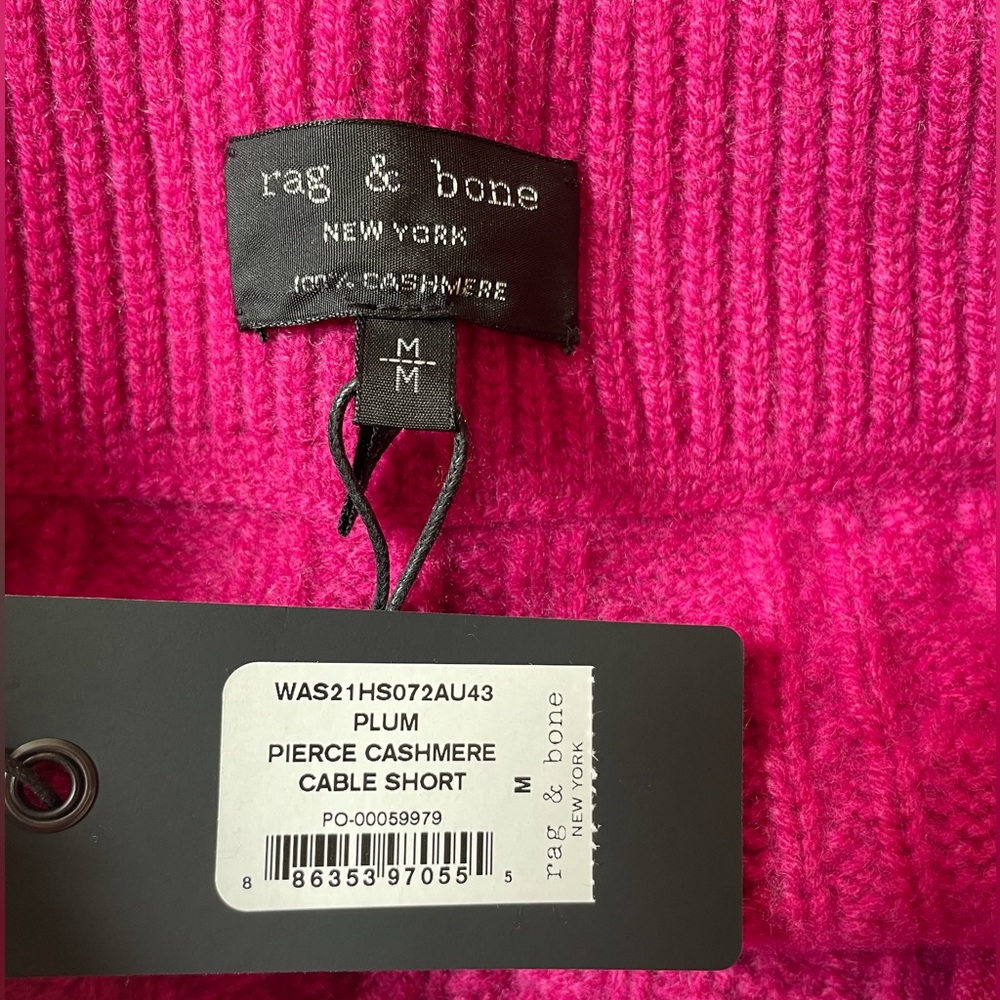 rag & bone
NEW YORK
100% CASHMERE
M
M
WAS21HS072AU43
PLUM
PIERCE CASHMERE
CABLE SHORT
PO-00059979
8 86353 97055 5
M
rag & bone
NEW YORK